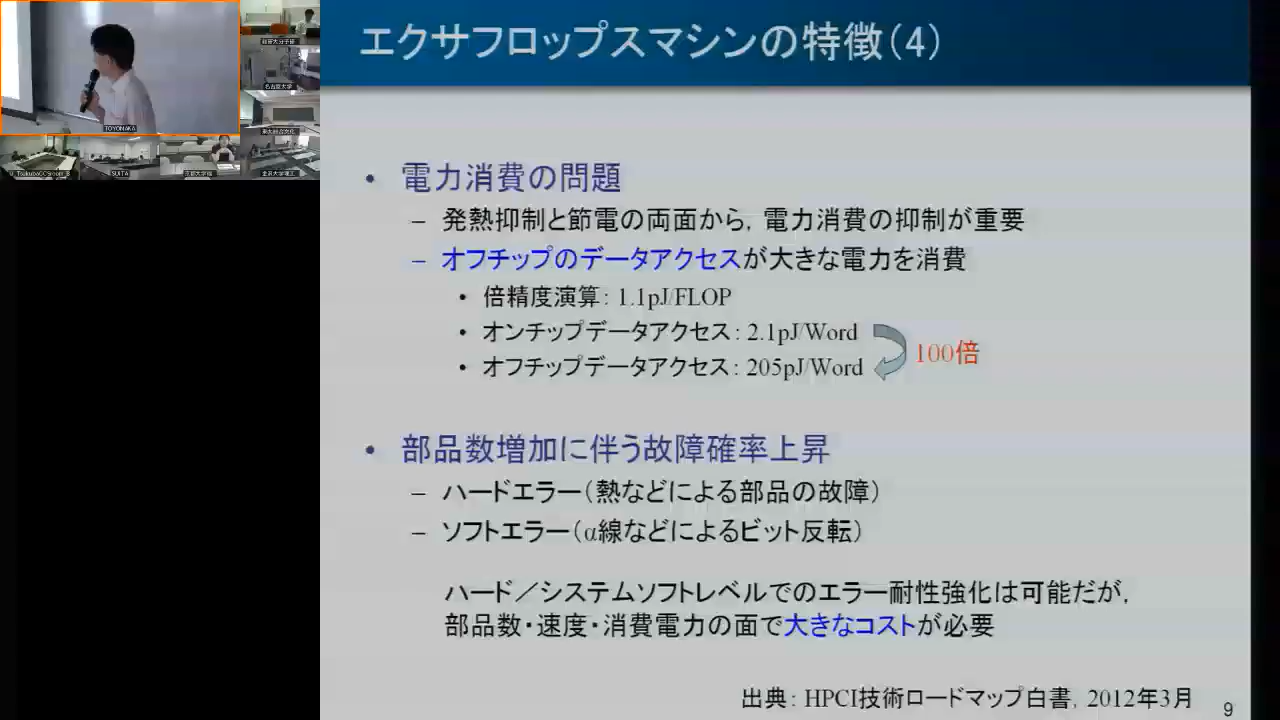 エクサフロップスマシンの特徴(4)
• 電力消費の問題
– 発熱抑制と節電の両面から, 電力消費の抑制が重要
– オフチップのデータアクセスが大きな電力を消費
• 倍精度演算: 1.1pJ/FLOP
• オンチップデータアクセス: 2.1pJ/Word
• オフチップデータアクセス: 205pJ/Word
100倍
• 部品数増加に伴う故障確率上昇
– ハードエラー(熱などによる部品の故障)
– ソフトエラー(α線などによるビット反転)
ハード/システムソフトレベルでのエラー耐性強化は可能だが,
部品数・速度・消費電力の面で大きなコストが必要
出典: HPCI技術ロードマップ白書, 2012年3月
9
TOYONAKA
名古屋大学
SUITA